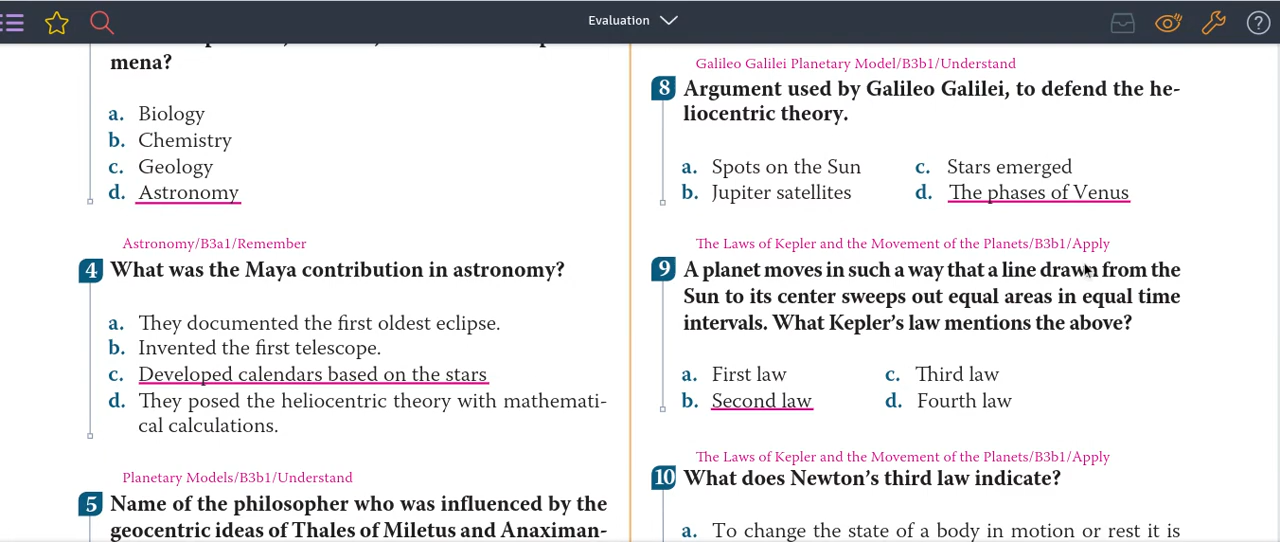 Evaluation
mena?
a. Biology
b. Chemistry
c. Geology
d. Astronomy
Astronomy/B3a1/Remember
4 What was the Maya contribution in astronomy?
a. They documented the first oldest eclipse.
b. Invented the first telescope.
c. Developed calendars based on the stars
d. They posed the heliocentric theory with mathemati-
cal calculations.
Planetary Models/B3b1/Understand
5 Name of the philosopher who was influenced by the
geocentric ideas of Thales of Miletus and Anaximan-
Galileo Galilei Planetary Model/B3b1/Understand
8 Argument used by Galileo Galilei, to defend the he-
liocentric theory.
a. Spots on the Sun c. Stars emerged
b. Jupiter satellites d. The phases of Venus
The Laws of Kepler and the Movement of the Planets/B3b1/Apply
9 A planet moves in such a way that a line drawn from the
Sun to its center sweeps out equal areas in equal time
intervals. What Kepler's law mentions the above?
a. First law c. Third law
b. Second law d. Fourth law
The Laws of Kepler and the Movement of the Planets/B3b1/Apply
10 What does Newton's third law indicate?
a. To change the state of a body in motion or rest it is